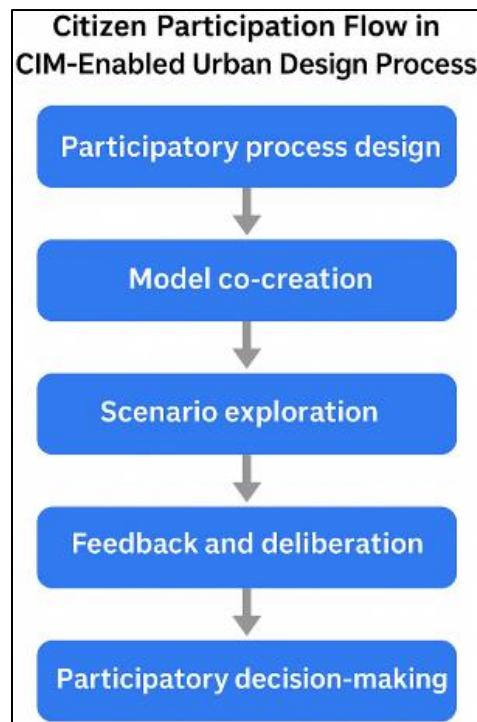 Citizen Participation Flow in
CIM-Enabled Urban Design Process
Participatory process design
Model co-creation
Scenario exploration
Feedback and deliberation
Participatory decision-making